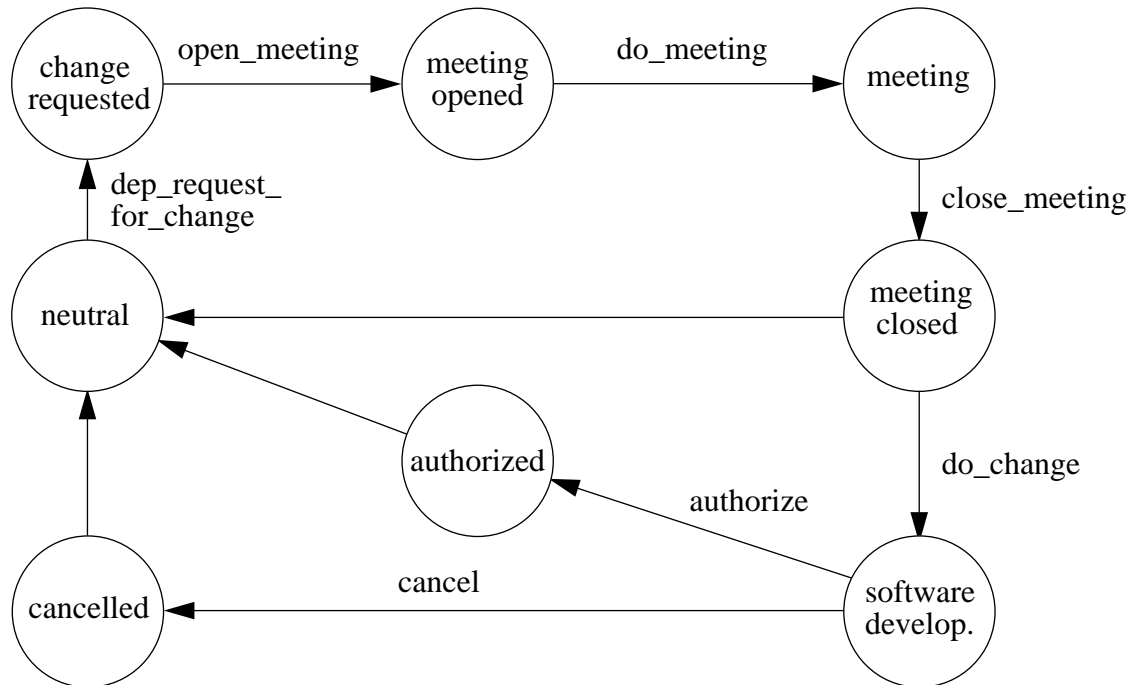 open_meeting
do_meeting
change
requested
meeting
opened
meeting
dep_request_
for_change
close_meeting
neutral
meeting
closed
authorized
do_change
authorize
cancel
cancelled
software
develop.